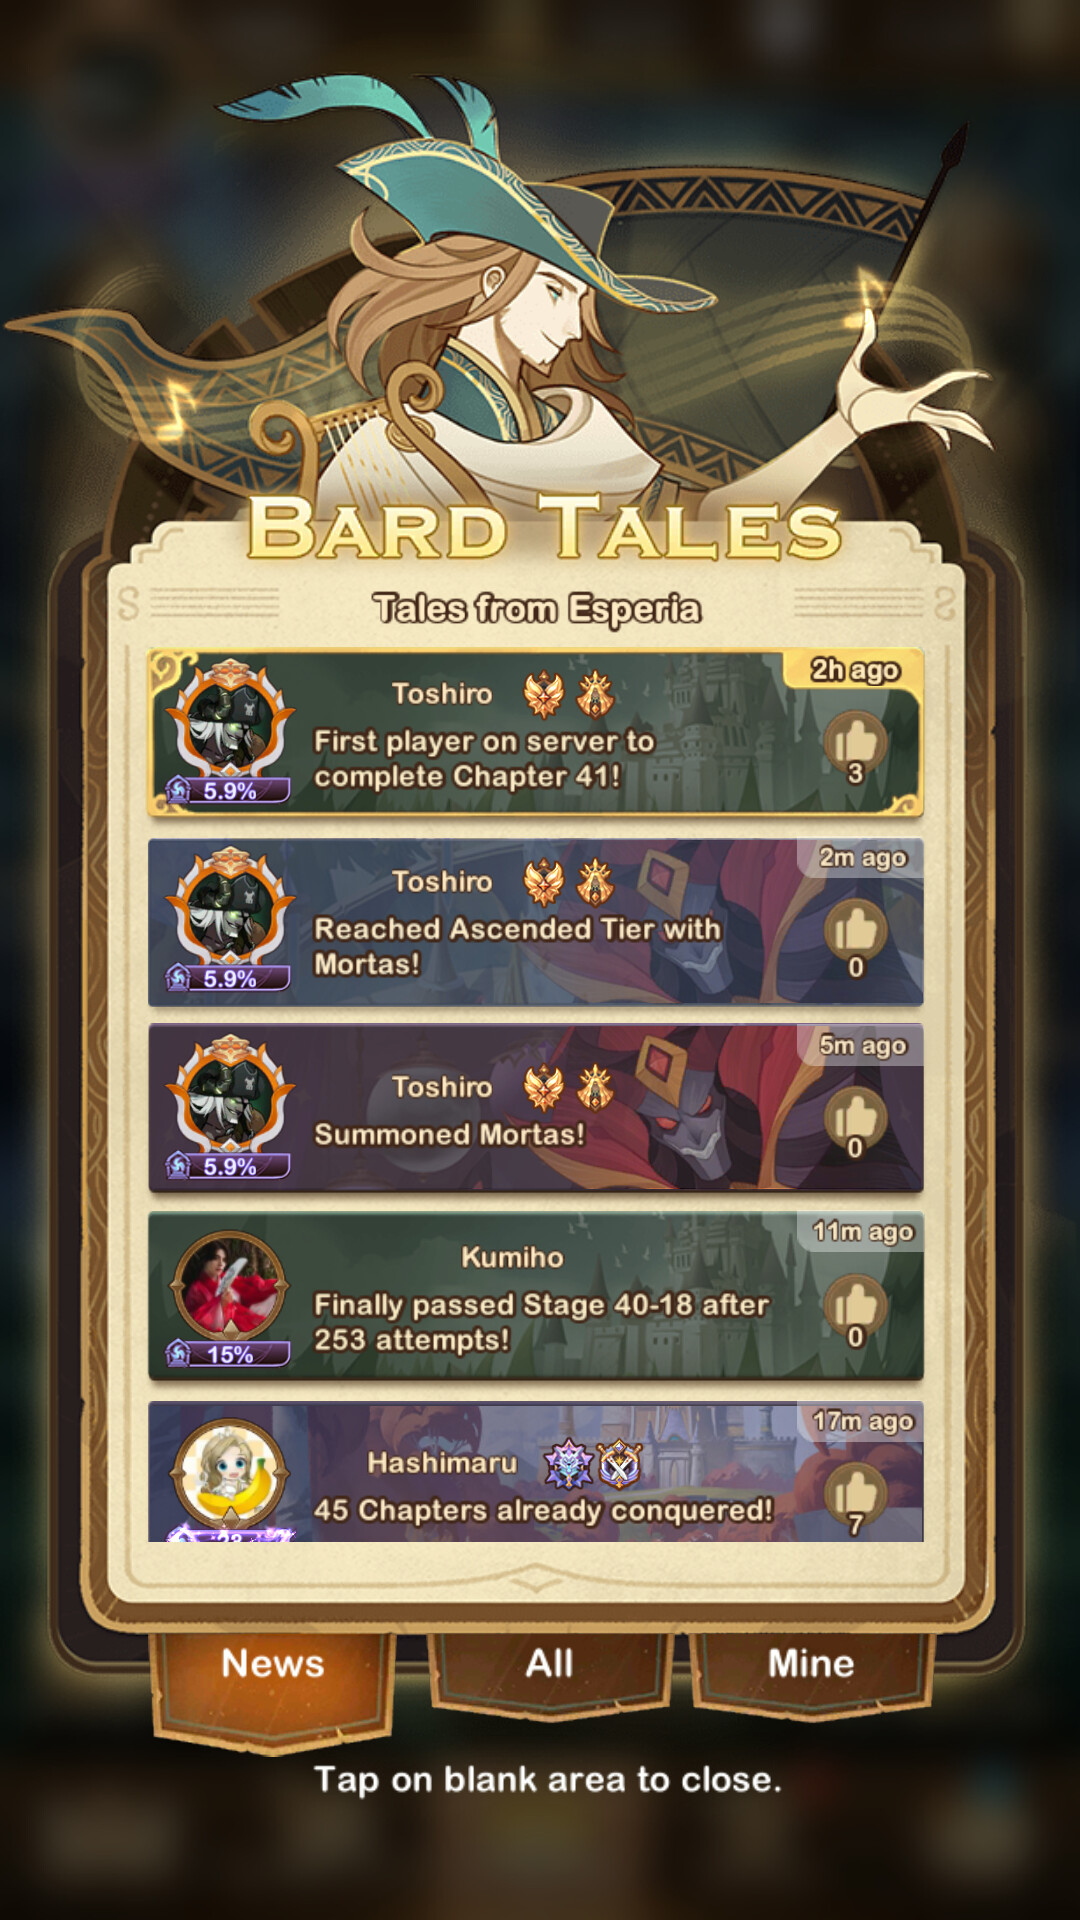 BARD TALES
Tales from Esperia
2h ago
Toshiro
First player on server to
complete Chapter 41!
3
5.9%
2m ago
Toshiro
Reached Ascended Tier with
Mortas!
0
5.9%
5m ago
Toshiro
Summoned Mortas!
0
5.9%
11m ago
Kumiho
Finally passed Stage 40-18 after
253 attempts!
0
15%
17m ago
Hashimaru
45 Chapters already conquered!
7
News
All
Mine
Tap on blank area to close.